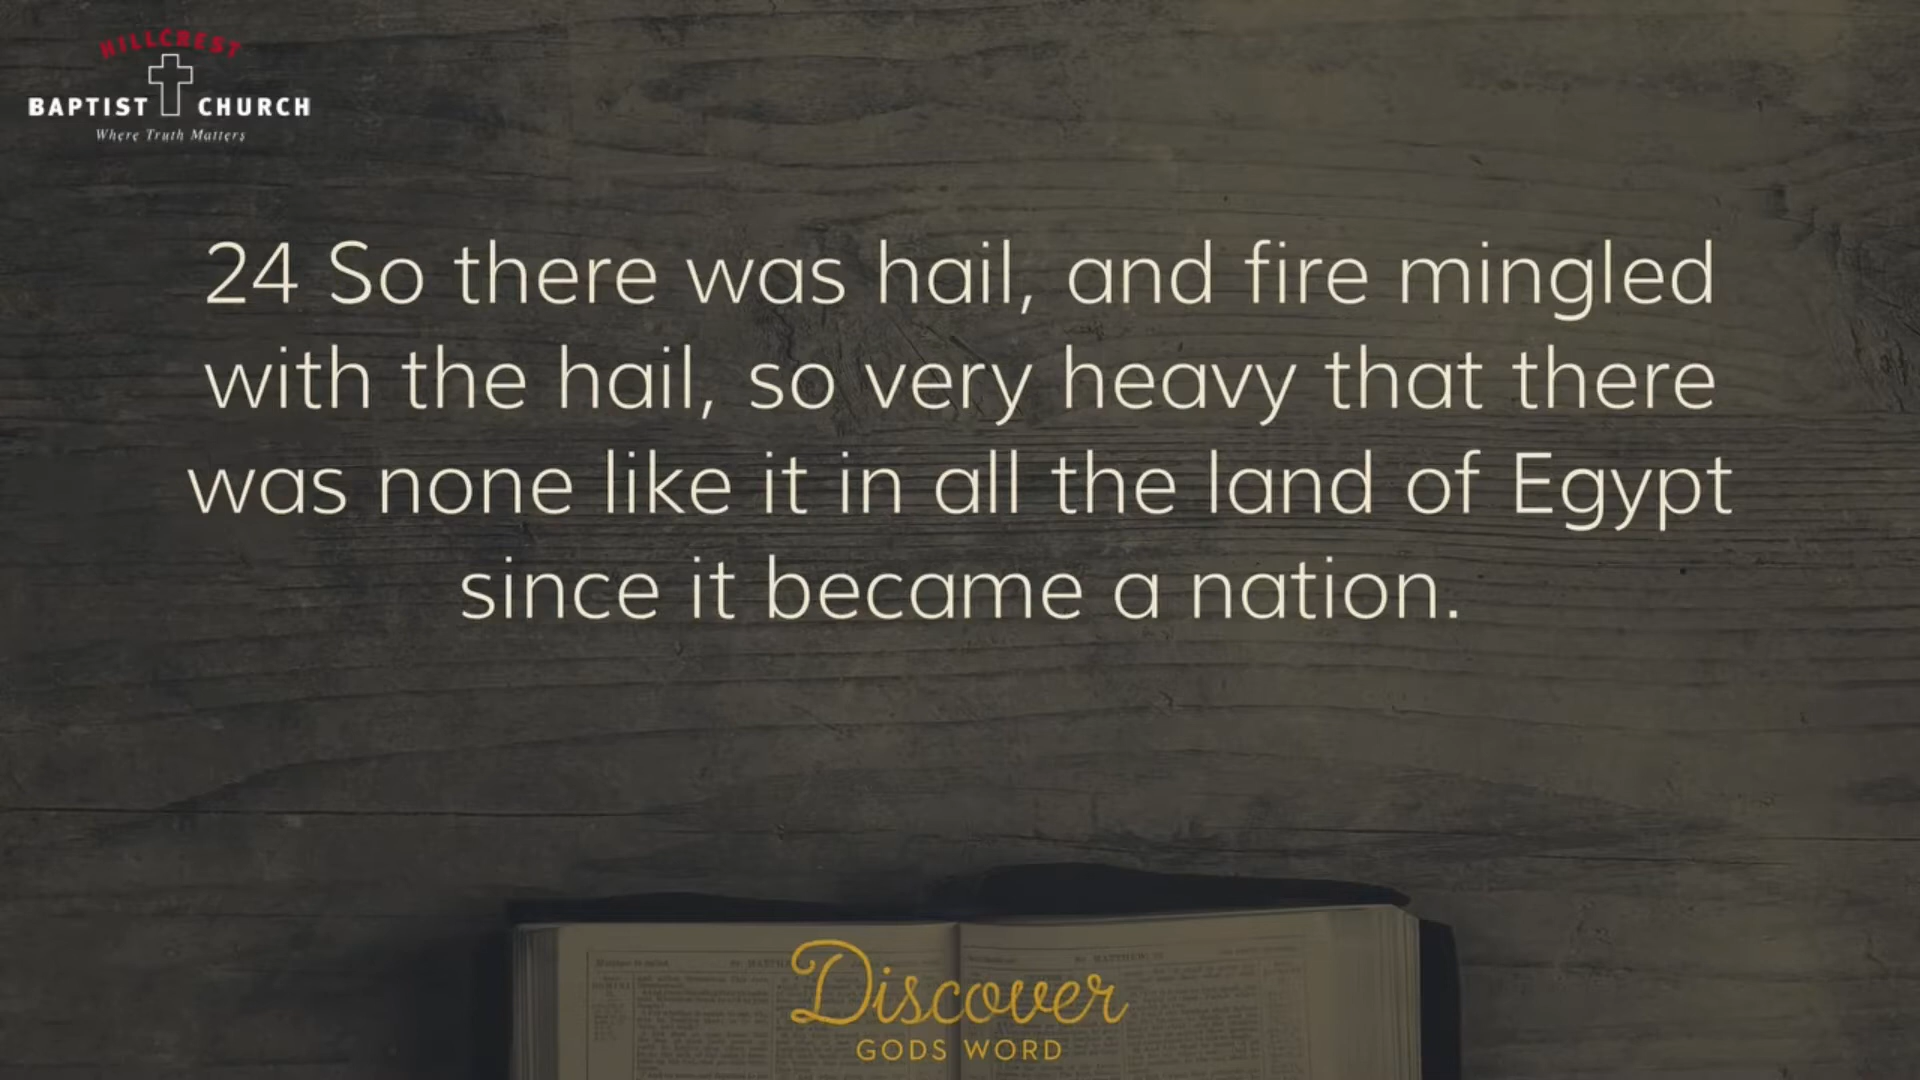 HILLCREST
BAPTIST CHURCH
Where Truth Matters
24 So there was hail, and fire mingled
with the hail, so very heavy that there
was none like it in all the land of Egypt
since it became a nation.
Discover
GODS WORD